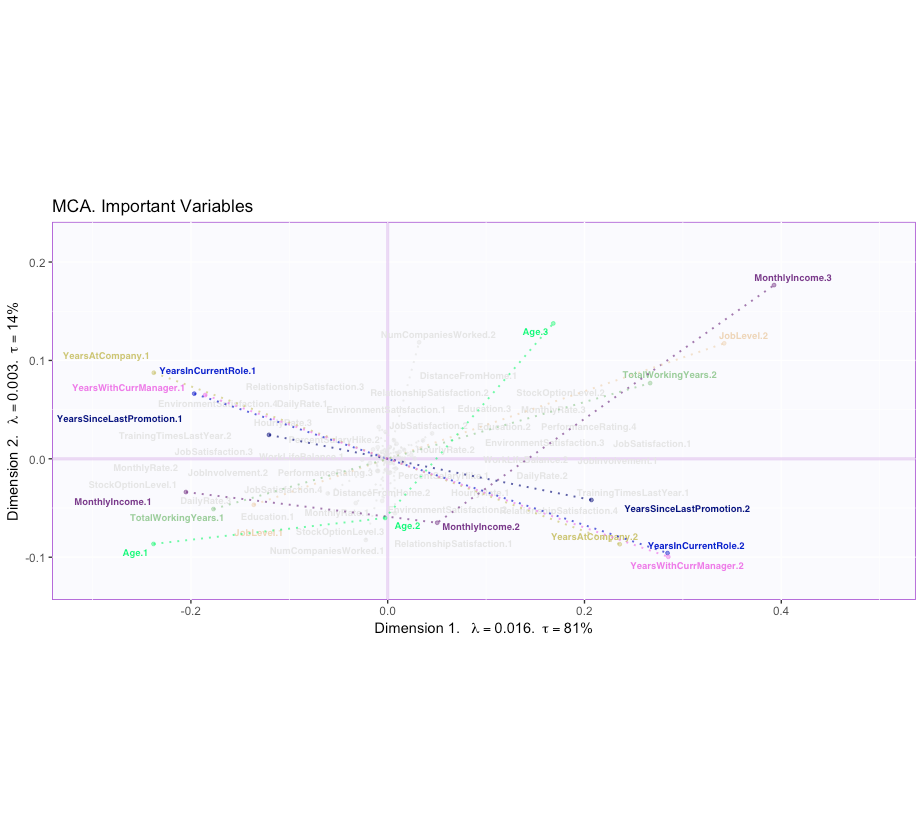 MCA. Important Variables
MonthlyIncome.3
0.2
Age.3
NumCompaniesWorked.2
JobLevel.2
YearsAtCompany.1
0.1
YearsInCurrentRole.1
DistanceFromHome.1
TotalWorkingYears.2
YearsWithCurrManager.1
RelationshipSatisfaction.3
RelationshipSatisfaction.2
StockOptionLevel.2
EnvironmentSatisfaction.4
DailyRate.1
EnvironmentSatisfaction.1
Education.3
MonthlyRate.3
YearsSinceLastPromotion.1
Education.2
PerformanceRating.4
TrainingTimesLastYear.2
HourlyRate.2
EnvironmentSatisfaction.3
JobSatisfaction.1
JobSatisfaction.3
0.0
MonthlyRate.2
JobInvolvement.2
PerformanceRating.3
DailyRate.2
StockOptionLevel.1
JobSatisfaction.4
DistanceFromHome.2
TrainingTimesLastYear.1
MonthlyIncome.1
YearsSinceLastPromotion.2
TotalWorkingYears.1
Education.1
Age.2
MonthlyIncome.2
JobLevel.1
StockOptionLevel.3
YearsAtCompany.2
Age.1
NumCompaniesWorked.1
RelationshipSatisfaction.1
YearsInCurrentRole.2
-0.1
YearsWithCurrManager.2
-0.2
0.0
0.2
0.4
Dimension 1. λ = 0.016. τ = 81%
Dimension 2. λ = 0.003. τ = 14%